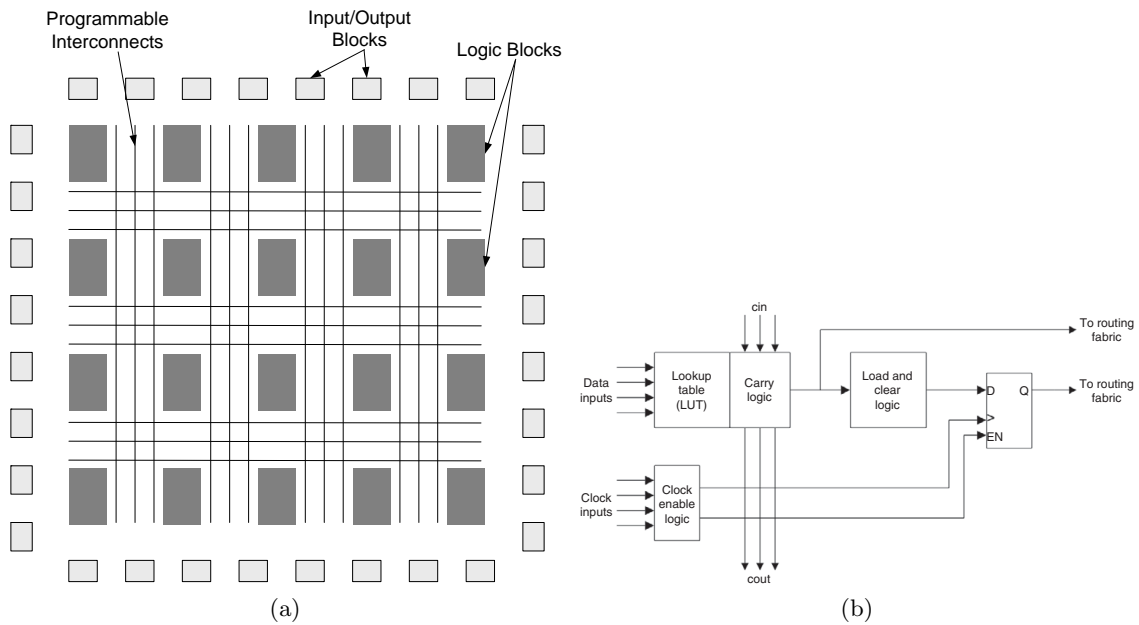 Programmable
Interconnects
Input/Output
Blocks
Logic Blocks
(a)
cin
To routing
fabric
Data
inputs
Lookup
table
(LUT)
Carry
logic
Load and
clear
logic
D
Q
>
EN
To routing
fabric
Clock
inputs
Clock
enable
logic
cout
(b)